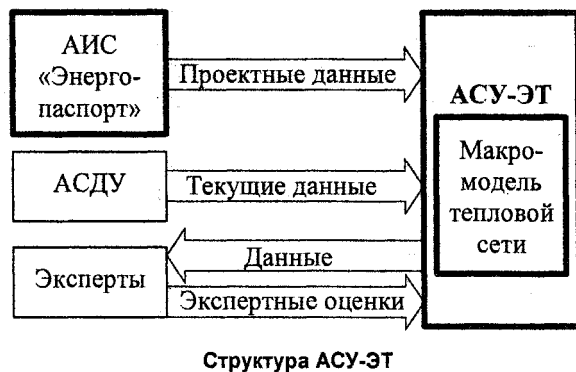 АИС
«Энерго-
паспорт»
Проектные данные
АСУ-ЭТ
Макро-
модель
тепловой
сети
АСДУ
Текущие данные
Данные
Эксперты
Экспертные оценки
Структура АСУ-ЭТ